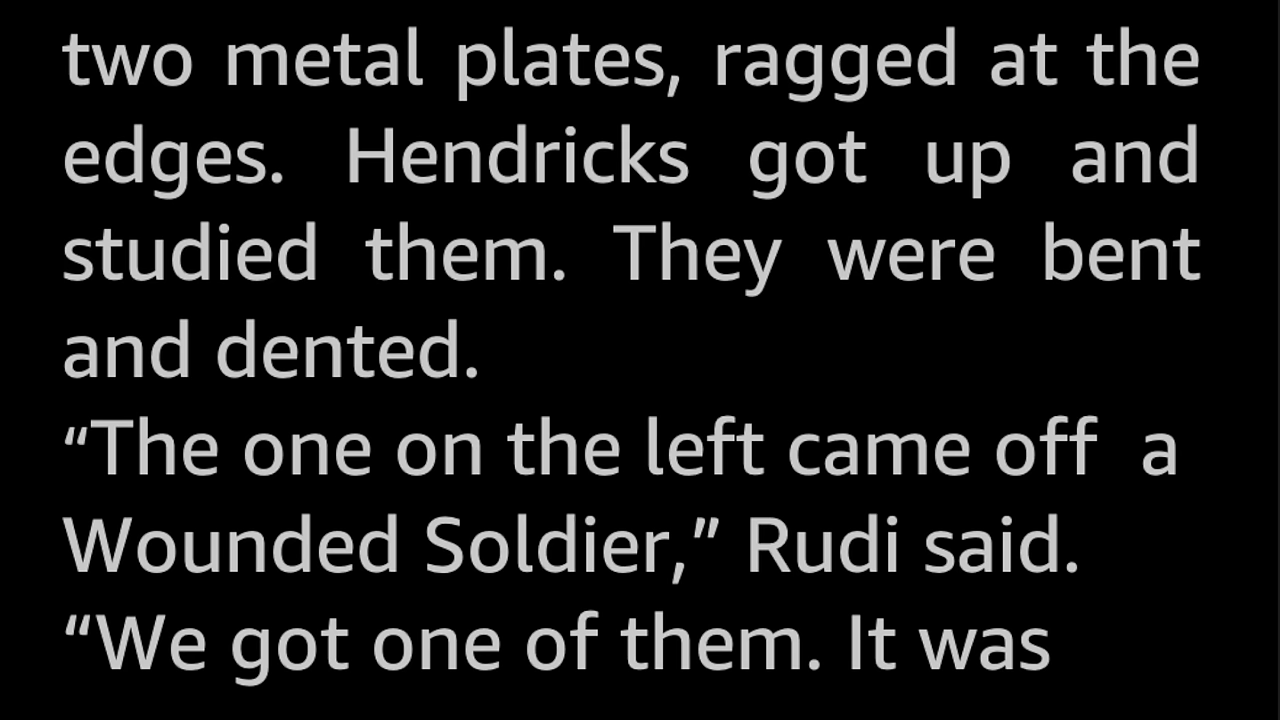 two metal plates, ragged at the
edges. Hendricks got up and
studied them. They were bent
and dented.
“The one on the left came off a
Wounded Soldier,” Rudi said.
“We got one of them. It was